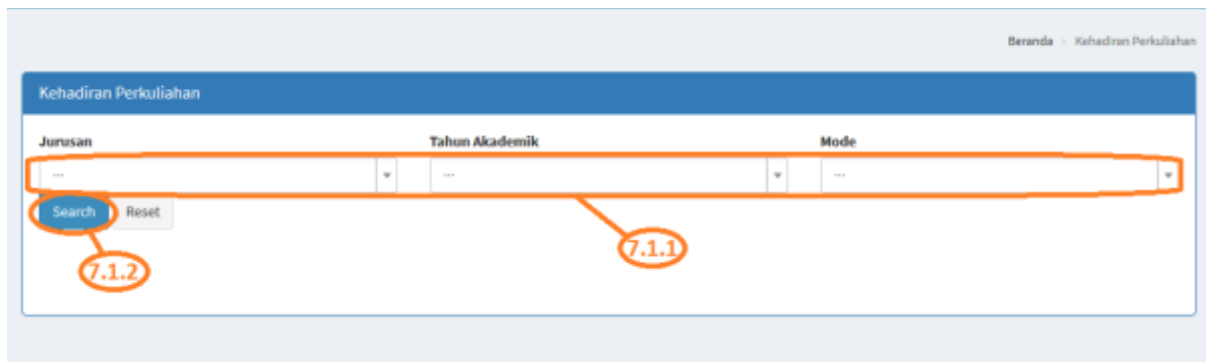 Beranda > Kehadiran Perkuliahan
Kehadiran Perkuliahan
Jurusan Tahun Akademik Mode
... ... ...
Search Reset
7.1.1
7.1.2